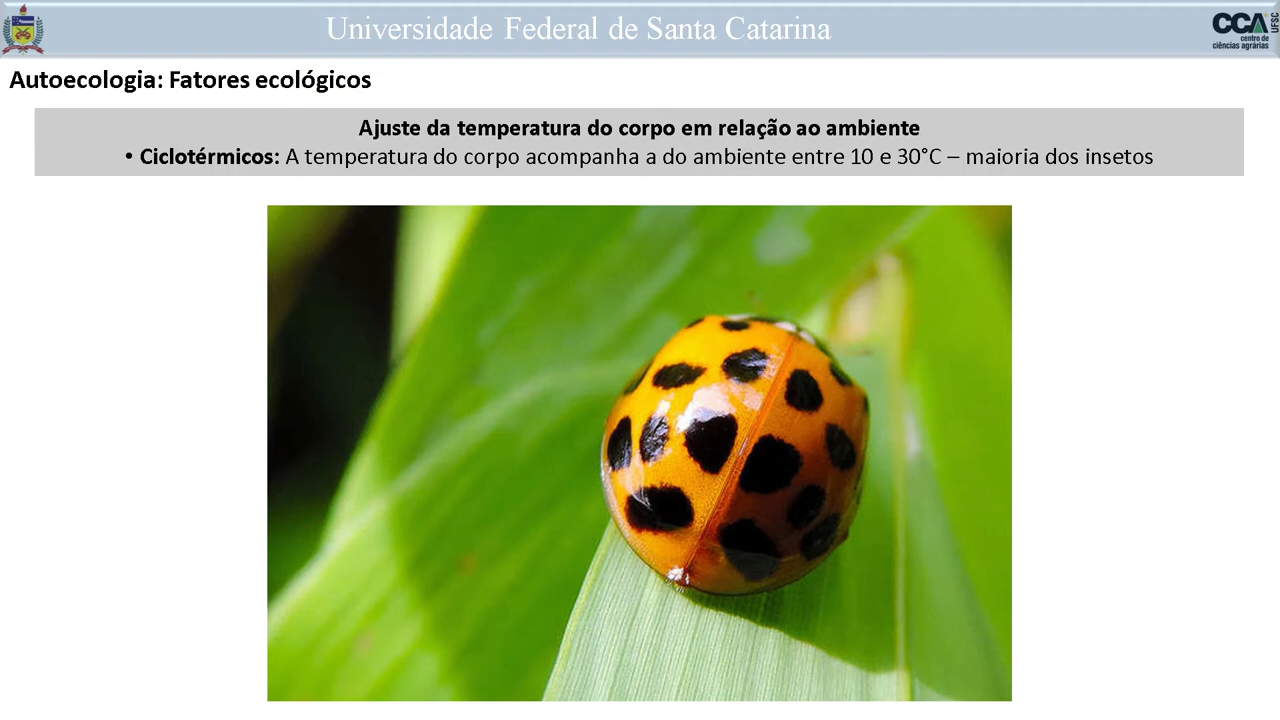 Universidade Federal de Santa Catarina
CCA
UFSC
centro de
ciências agrárias
Autoecologia: Fatores ecológicos
Ajuste da temperatura do corpo em relação ao ambiente
• Ciclotérmicos: A temperatura do corpo acompanha a do ambiente entre 10 e 30°C – maioria dos insetos